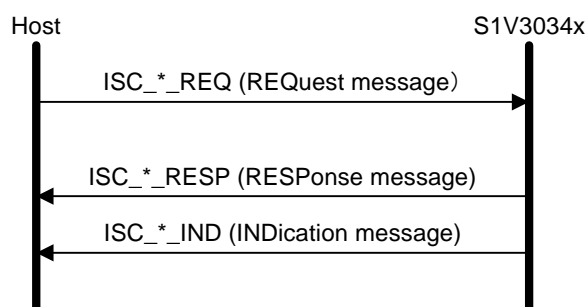 Host
S1V3034x
ISC_*_REQ (REQuest message）
ISC_*_RESP (RESPonse message)
ISC_*_IND (INDication message)